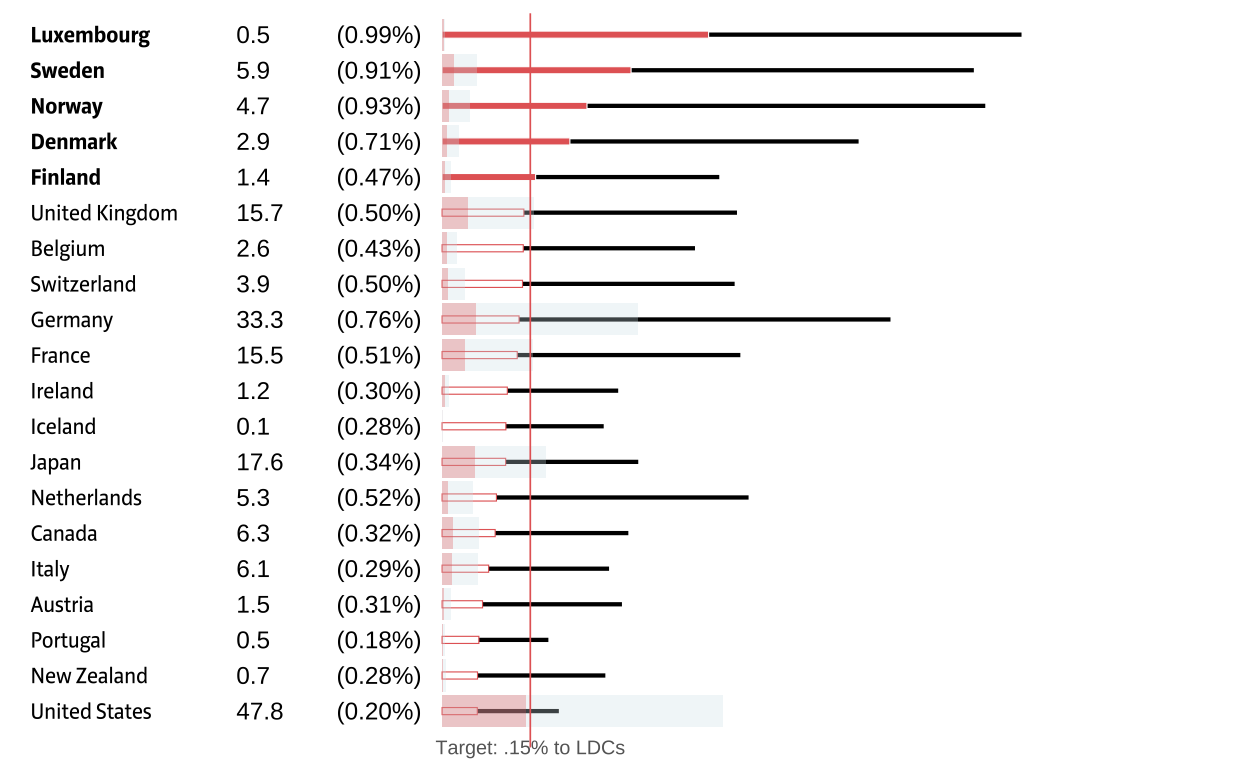 Luxembourg 0.5 (0.99%)
Sweden 5.9 (0.91%)
Norway 4.7 (0.93%)
Denmark 2.9 (0.71%)
Finland 1.4 (0.47%)
United Kingdom 15.7 (0.50%)
Belgium 2.6 (0.43%)
Switzerland 3.9 (0.50%)
Germany 33.3 (0.76%)
France 15.5 (0.51%)
Ireland 1.2 (0.30%)
Iceland 0.1 (0.28%)
Japan 17.6 (0.34%)
Netherlands 5.3 (0.52%)
Canada 6.3 (0.32%)
Italy 6.1 (0.29%)
Austria 1.5 (0.31%)
Portugal 0.5 (0.18%)
New Zealand 0.7 (0.28%)
United States 47.8 (0.20%)
Target: .15% to LDCs